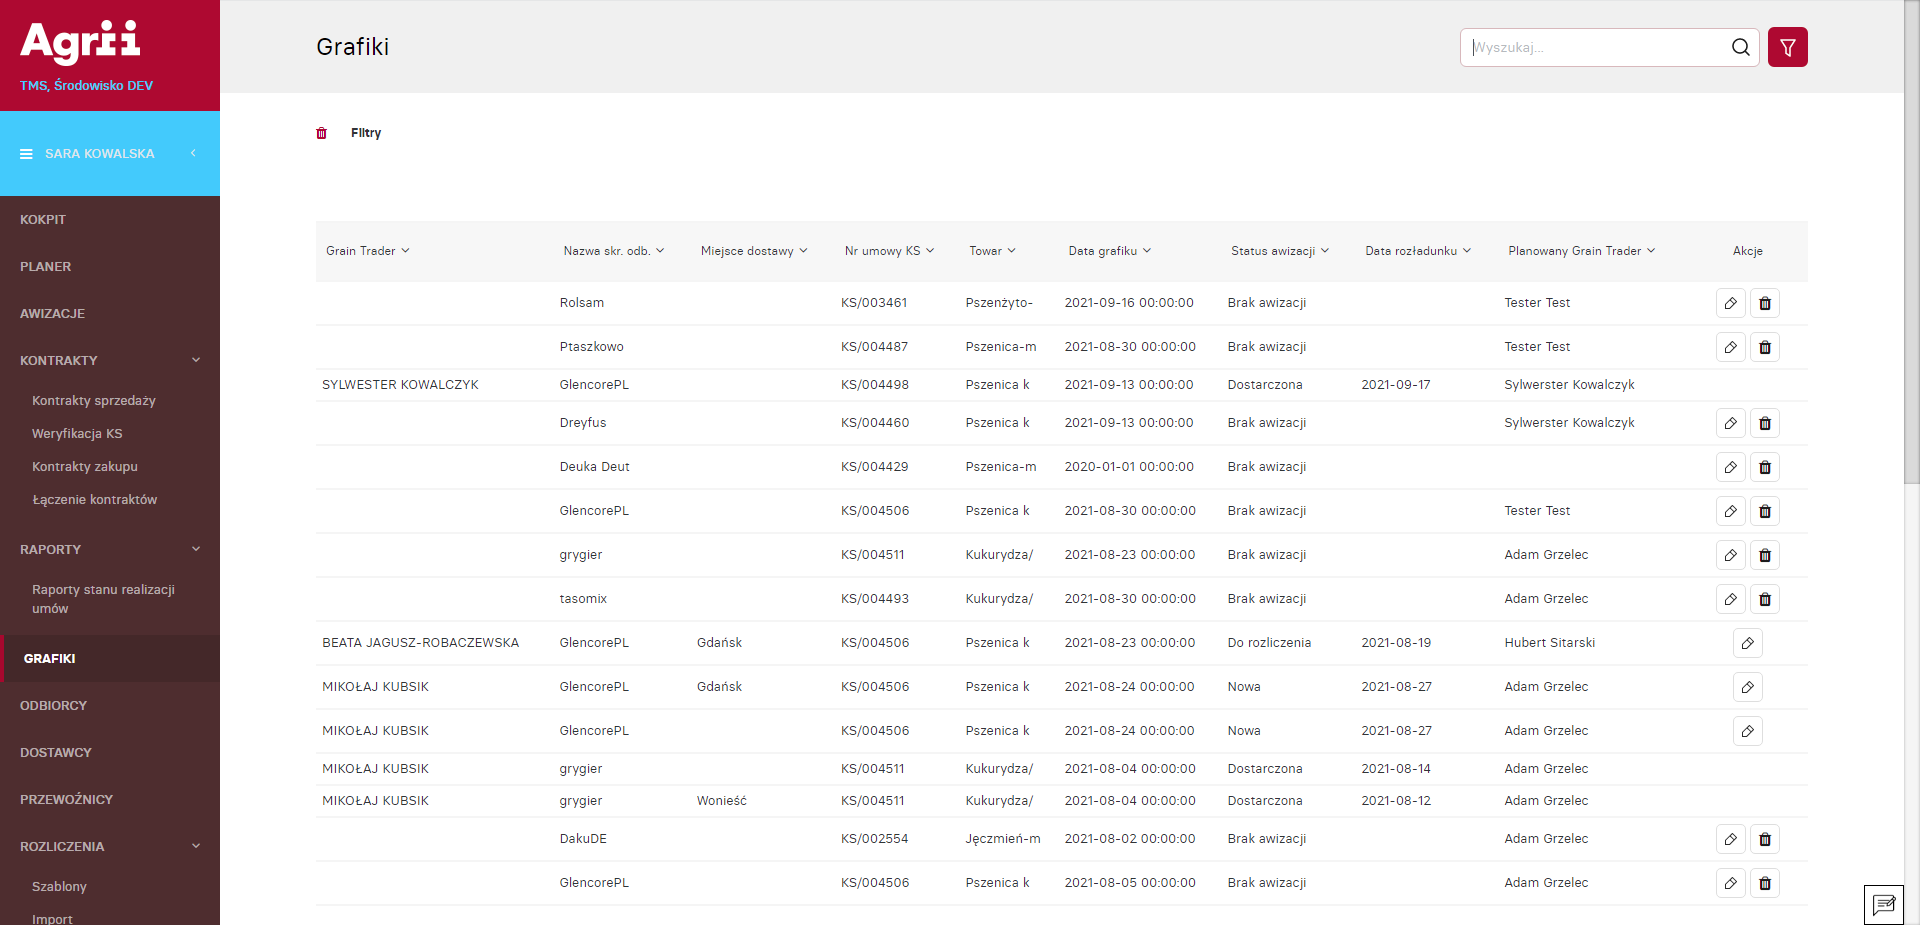 Agrii
TMS, Środowisko DEV
SARA KOWALSKA
KOKPIT
PLANER
AWIZACJE
KONTRAKTY
Kontrakty sprzedaży
Weryfikacja KS
Kontrakty zakupu
Łączenie kontraktów
RAPORTY
Raporty stanu realizacji
umów
GRAFIKI
ODBIORCY
DOSTAWCY
PRZEWOŹNICY
ROZLICZENIA
Szablony
Import
Grafiki
Wyszukaj...
Filtry
Grain Trader Nazwa skr. odb. Miejsce dostawy Nr umowy KS Towar Data grafiku Status awizacji Data rozładunku Planowany Grain Trader Akcje
Rolsam KS/003461 Pszenżyto- 2021-09-16 00:00:00 Brak awizacji Tester Test
Ptaszkowo KS/004487 Pszenica-m 2021-08-30 00:00:00 Brak awizacji Tester Test
SYLWESTER KOWALCZYK GlencorePL KS/004498 Pszenica k 2021-09-13 00:00:00 Dostarczona 2021-09-17 Sylwerster Kowalczyk
Dreyfus KS/004460 Pszenica k 2021-09-13 00:00:00 Brak awizacji Sylwerster Kowalczyk
Deuka Deut KS/004429 Pszenica-m 2020-01-01 00:00:00 Brak awizacji
GlencorePL KS/004506 Pszenica k 2021-08-30 00:00:00 Brak awizacji Tester Test
grygier KS/004511 Kukurydza/ 2021-08-23 00:00:00 Brak awizacji Adam Grzelec
tasomix KS/004493 Kukurydza/ 2021-08-30 00:00:00 Brak awizacji Adam Grzelec
BEATA JAGUSZ-ROBACZEWSKA GlencorePL Gdańsk KS/004506 Pszenica k 2021-08-23 00:00:00 Do rozliczenia 2021-08-19 Hubert Sitarski
MIKOŁAJ KUBSIK GlencorePL Gdańsk KS/004506 Pszenica k 2021-08-24 00:00:00 Nowa 2021-08-27 Adam Grzelec
MIKOŁAJ KUBSIK GlencorePL KS/004506 Pszenica k 2021-08-24 00:00:00 Nowa 2021-08-27 Adam Grzelec
MIKOŁAJ KUBSIK grygier KS/004511 Kukurydza/ 2021-08-04 00:00:00 Dostarczona 2021-08-14 Adam Grzelec
MIKOŁAJ KUBSIK grygier Wonieść KS/004511 Kukurydza/ 2021-08-04 00:00:00 Dostarczona 2021-08-12 Adam Grzelec
DakuDE KS/002554 Jęczmień-m 2021-08-02 00:00:00 Brak awizacji Adam Grzelec
GlencorePL KS/004506 Pszenica k 2021-08-05 00:00:00 Brak awizacji Adam Grzelec